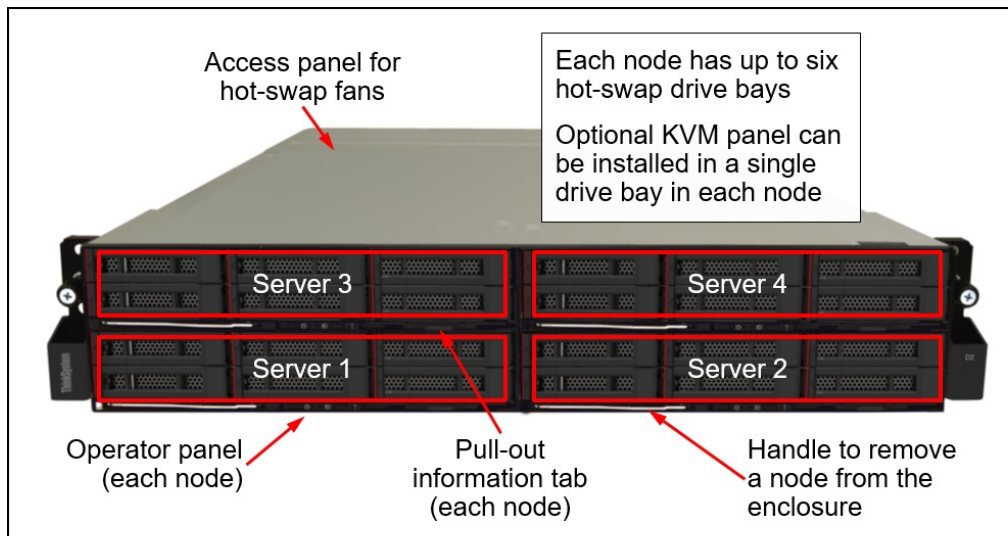 Access panel for
hot-swap fans
Each node has up to six
hot-swap drive bays
Optional KVM panel can
be installed in a single
drive bay in each node
Server 3
Server 4
Server 1
Server 2
ThinkSystem
D2
Operator panel
(each node)
Pull-out
information tab
(each node)
Handle to remove
a node from the
enclosure